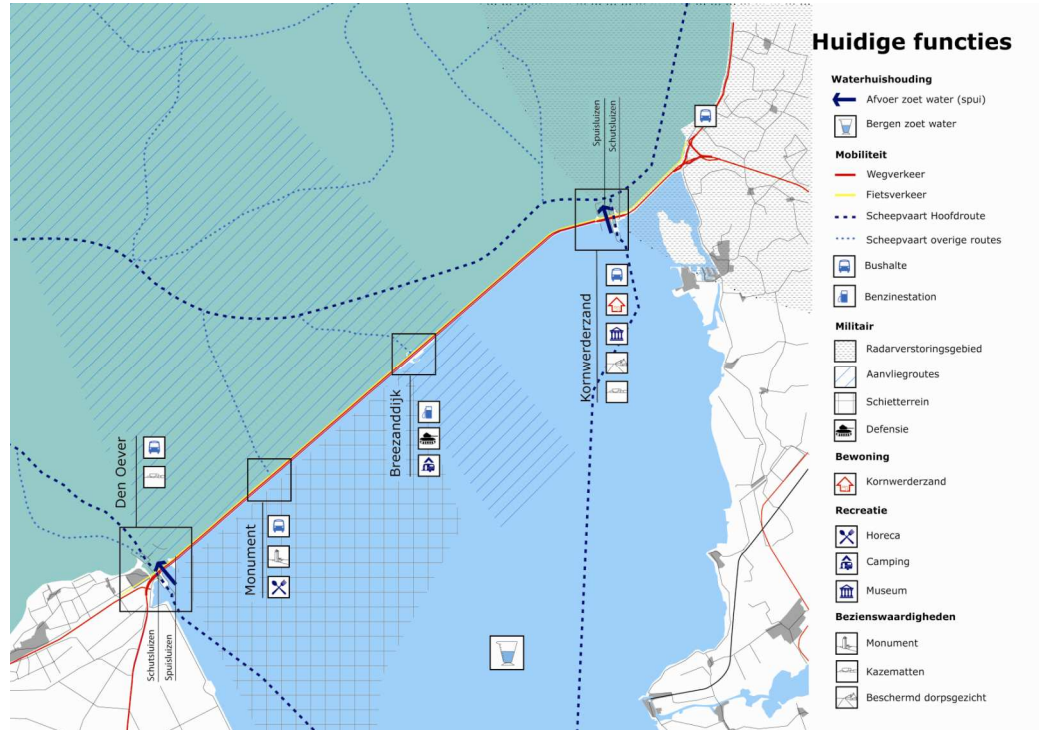 Huidige functies
Waterhuishouding
Afvoer zoet water (spui)
Bergen zoet water
Mobiliteit
Wegverkeer
Fietsverkeer
Scheepvaart Hoofdroute
Scheepvaart overige routes
Bushalte
Benzinestation
Militair
Radarverstoringsgebied
Aanvliegroutes
Schietterrein
Defensie
Bewoning
Kornwerderzand
Recreatie
Horeca
Camping
Museum
Bezienswaardigheden
Monument
Kazematten
Beschermd dorpsgezicht
Spuisluizen
Schutsluizen
Kornwerderzand
Breezanddijk
Monument
Den Oever
Schutsluizen
Spuisluizen